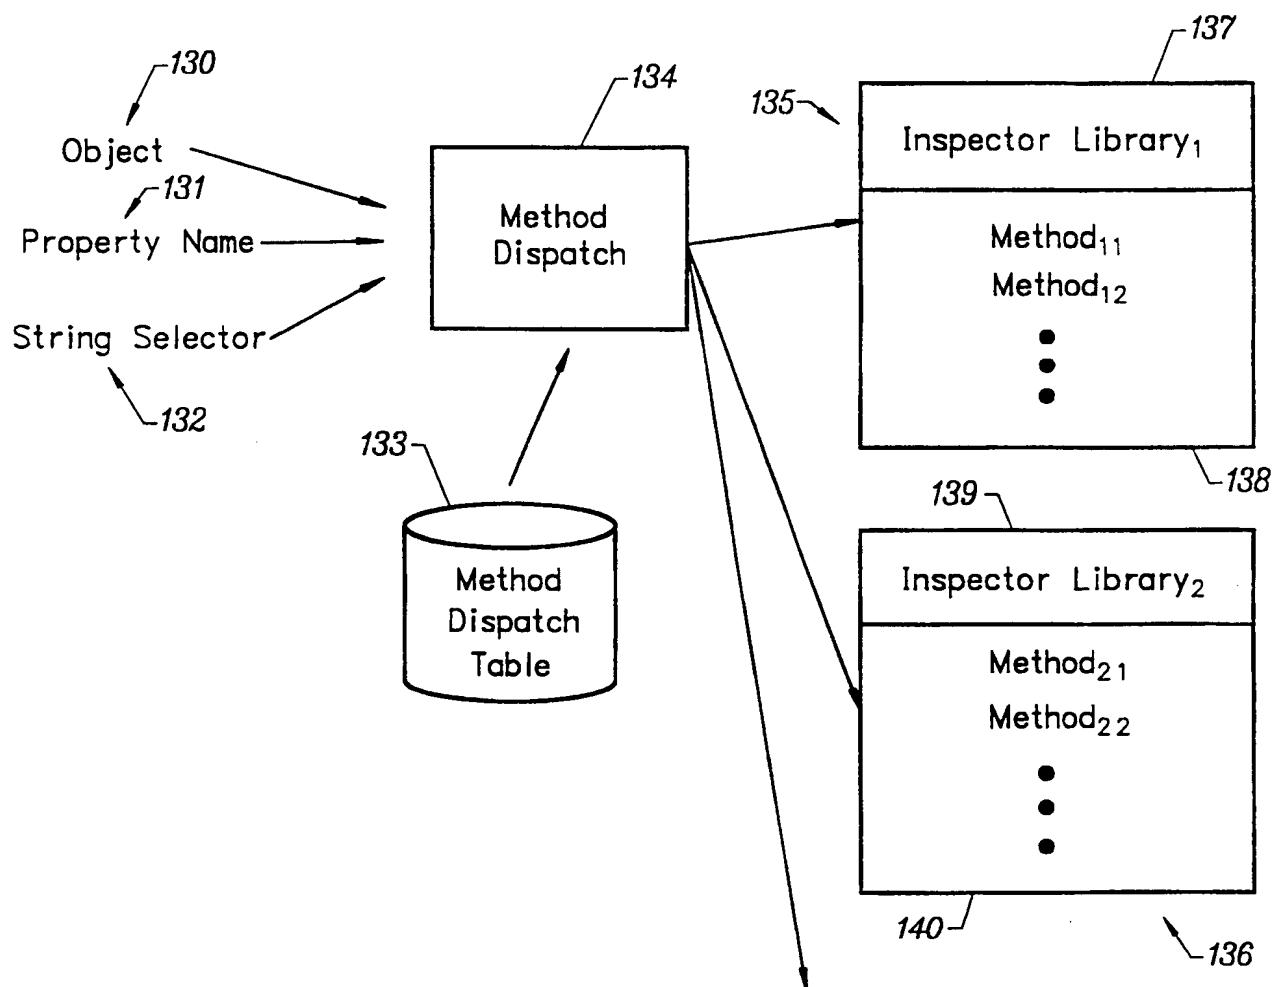 137
130
134
135
Object
Inspector Library₁
131
Property Name
Method
Dispatch
Method₁₁
Method₁₂
String Selector
132
133
138
139
Method
Dispatch
Table
Inspector Library₂
Method₂₁
Method₂₂
140
136